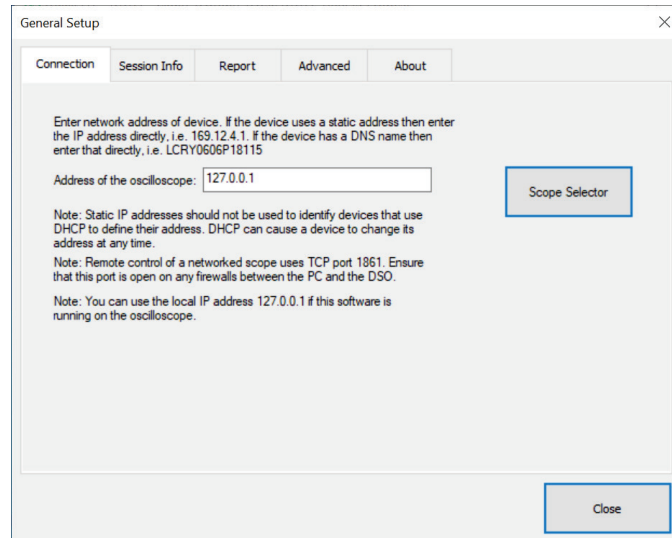 General Setup
Connection
Session Info
Report
Advanced
About
Enter network address of device. If the device uses a static address then enter
the IP address directly, i.e. 169.12.4.1. If the device has a DNS name then
enter that directly, i.e. LCRY0606P18115
Address of the oscilloscope:
127.0.0.1
Scope Selector
Note: Static IP addresses should not be used to identify devices that use
DHCP to define their address. DHCP can cause a device to change its
address at any time.
Note: Remote control of a networked scope uses TCP port 1861. Ensure
that this port is open on any firewalls between the PC and the DSO.
Note: You can use the local IP address 127.0.0.1 if this software is
running on the oscilloscope.
Close